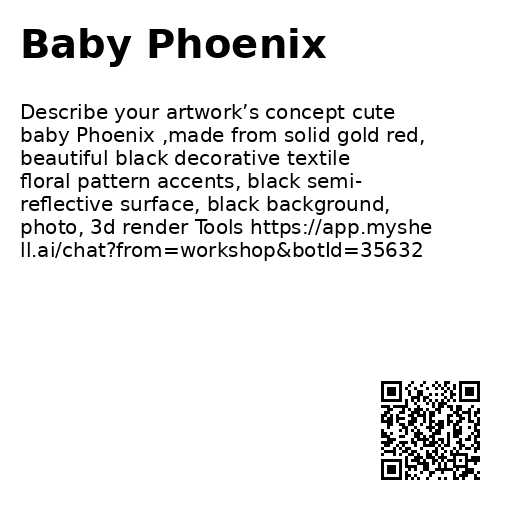 Baby Phoenix
Describe your artwork’s concept cute
baby Phoenix ,made from solid gold red,
beautiful black decorative textile
floral pattern accents, black semi-
reflective surface, black background,
photo, 3d render Tools https://app.myshe
ll.ai/chat?from=workshop&botId=35632